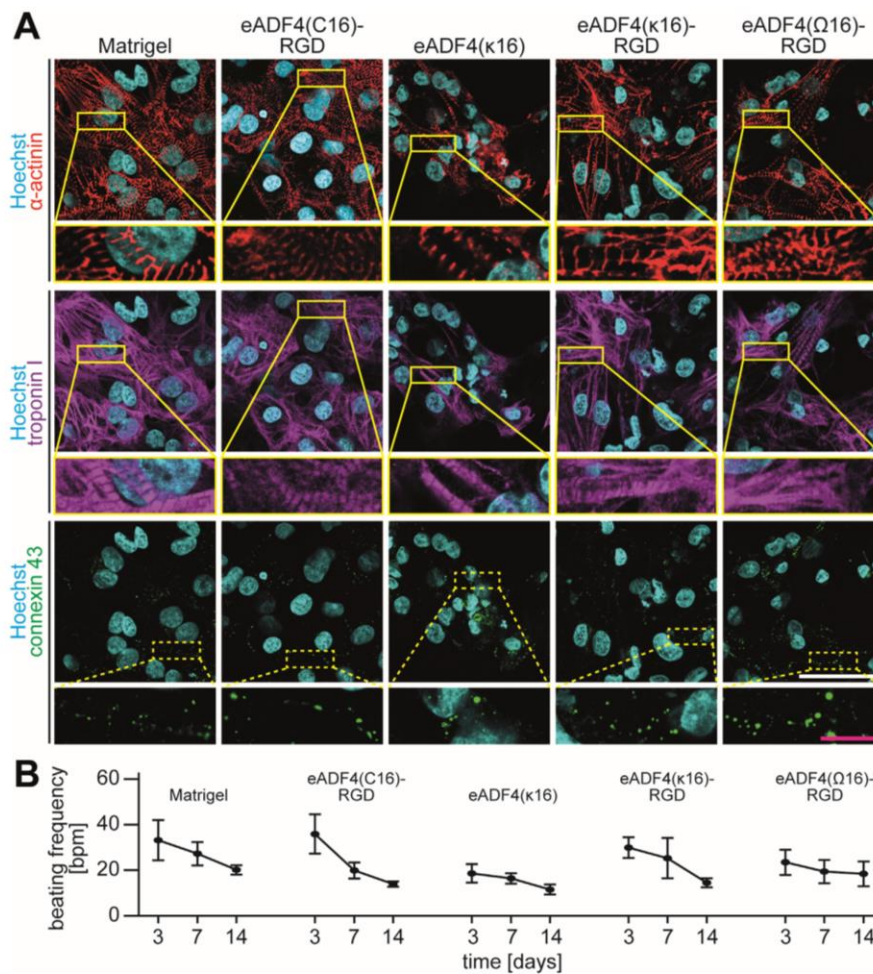 A
Matrigel
eADF4(C16)-
RGD
eADF4(κ16)
eADF4(κ16)-
RGD
eADF4(Ω16)-
RGD
Hoechst
α-actinin
Hoechst
troponin I
Hoechst
connexin 43
B
beating frequency
[bpm]
60
40
20
0
Matrigel
eADF4(C16)-
RGD
eADF4(κ16)
eADF4(κ16)-
RGD
eADF4(Ω16)-
RGD
3 7 14 3 7 14 3 7 14 3 7 14 3 7 14
time [days]